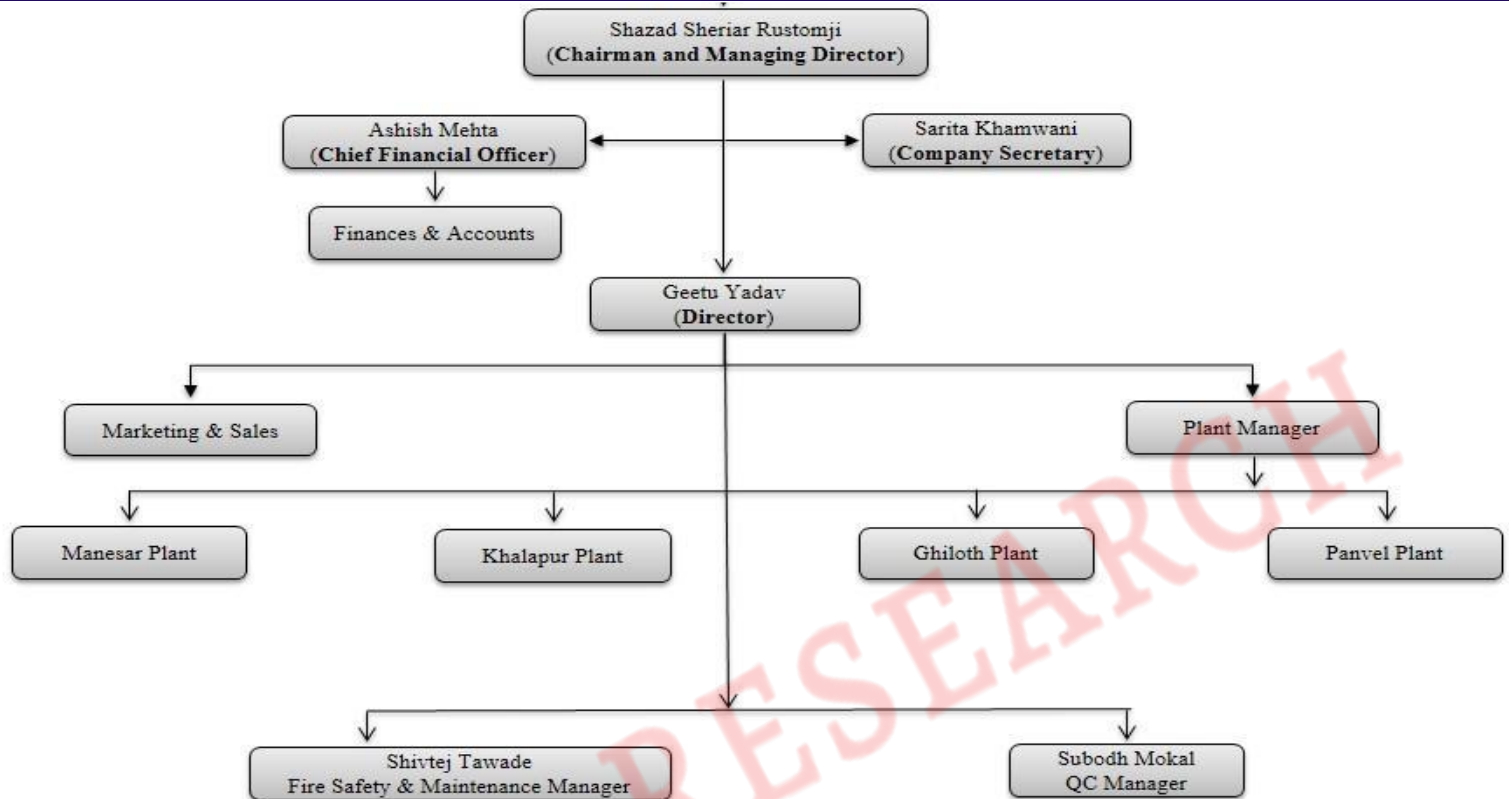 Shazad Sheriar Rustomji
(Chairman and Managing Director)
Ashish Mehta
(Chief Financial Officer)
Sarita Khamwani
(Company Secretary)
Finances & Accounts
Geetu Yadav
(Director)
Marketing & Sales
Plant Manager
Manesar Plant
Khalapur Plant
Ghiloth Plant
Panvel Plant
Shivtej Tawade
Fire Safety & Maintenance Manager
Subodh Mokal
QC Manager
RESEARCH